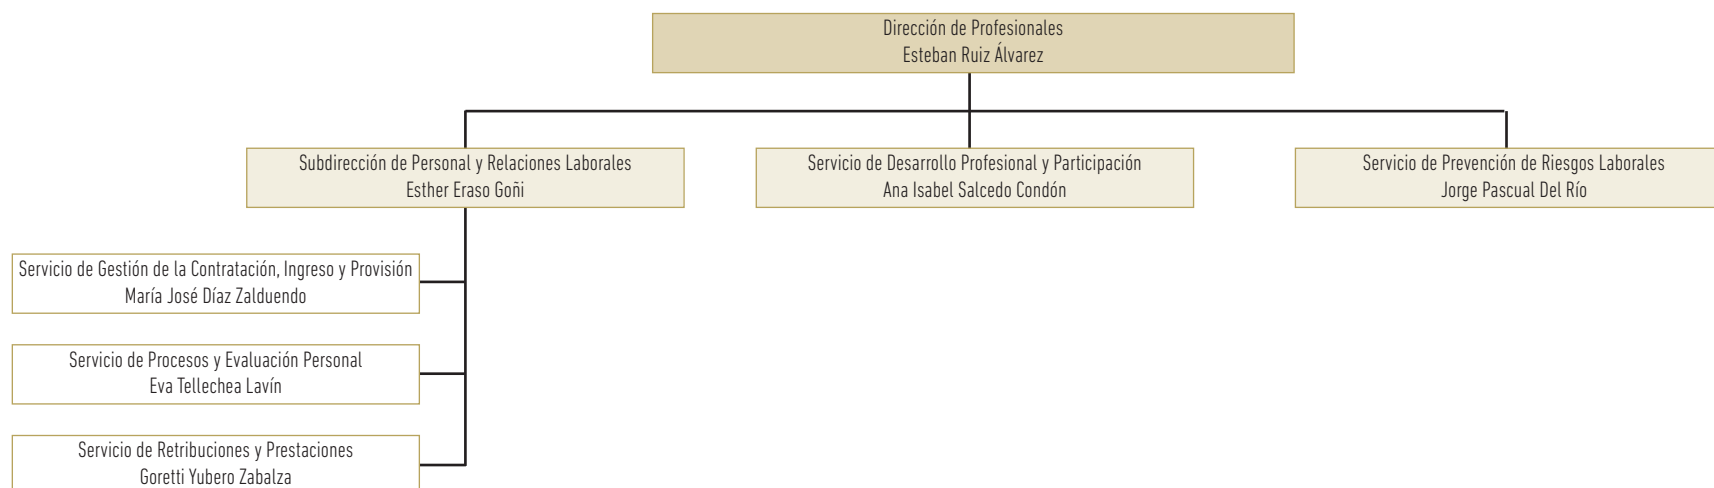 Dirección de Profesionales
Esteban Ruiz Álvarez
Subdirección de Personal y Relaciones Laborales
Esther Eraso Goñi
Servicio de Desarrollo Profesional y Participación
Ana Isabel Salcedo Condón
Servicio de Prevención de Riesgos Laborales
Jorge Pascual Del Río
Servicio de Gestión de la Contratación, Ingreso y Provisión
María José Díaz Zalduendo
Servicio de Procesos y Evaluación Personal
Eva Tellechea Lavín
Servicio de Retribuciones y Prestaciones
Goretti Yubero Zabalza